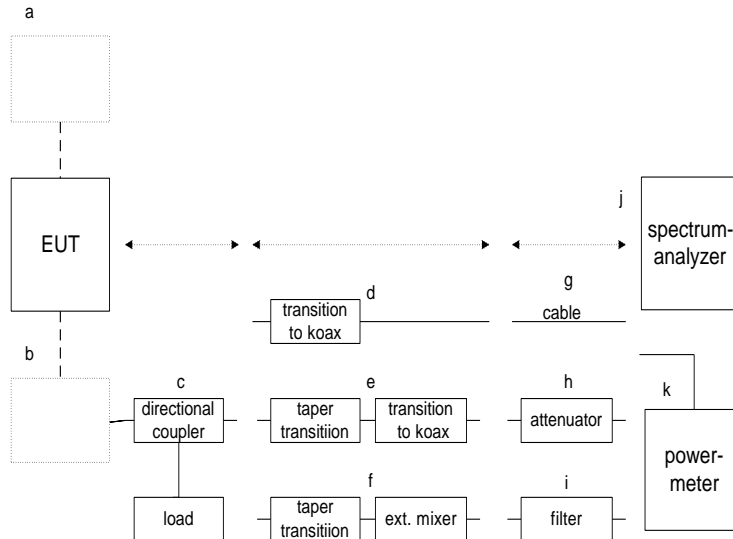 a
EUT
j
spectrum-
analyzer
d
transition
to koax
g
cable
b
c
directional
coupler
e
taper
transitiion
transition
to koax
h
attenuator
k
power-
meter
load
f
taper
transitiion
ext. mixer
i
filter